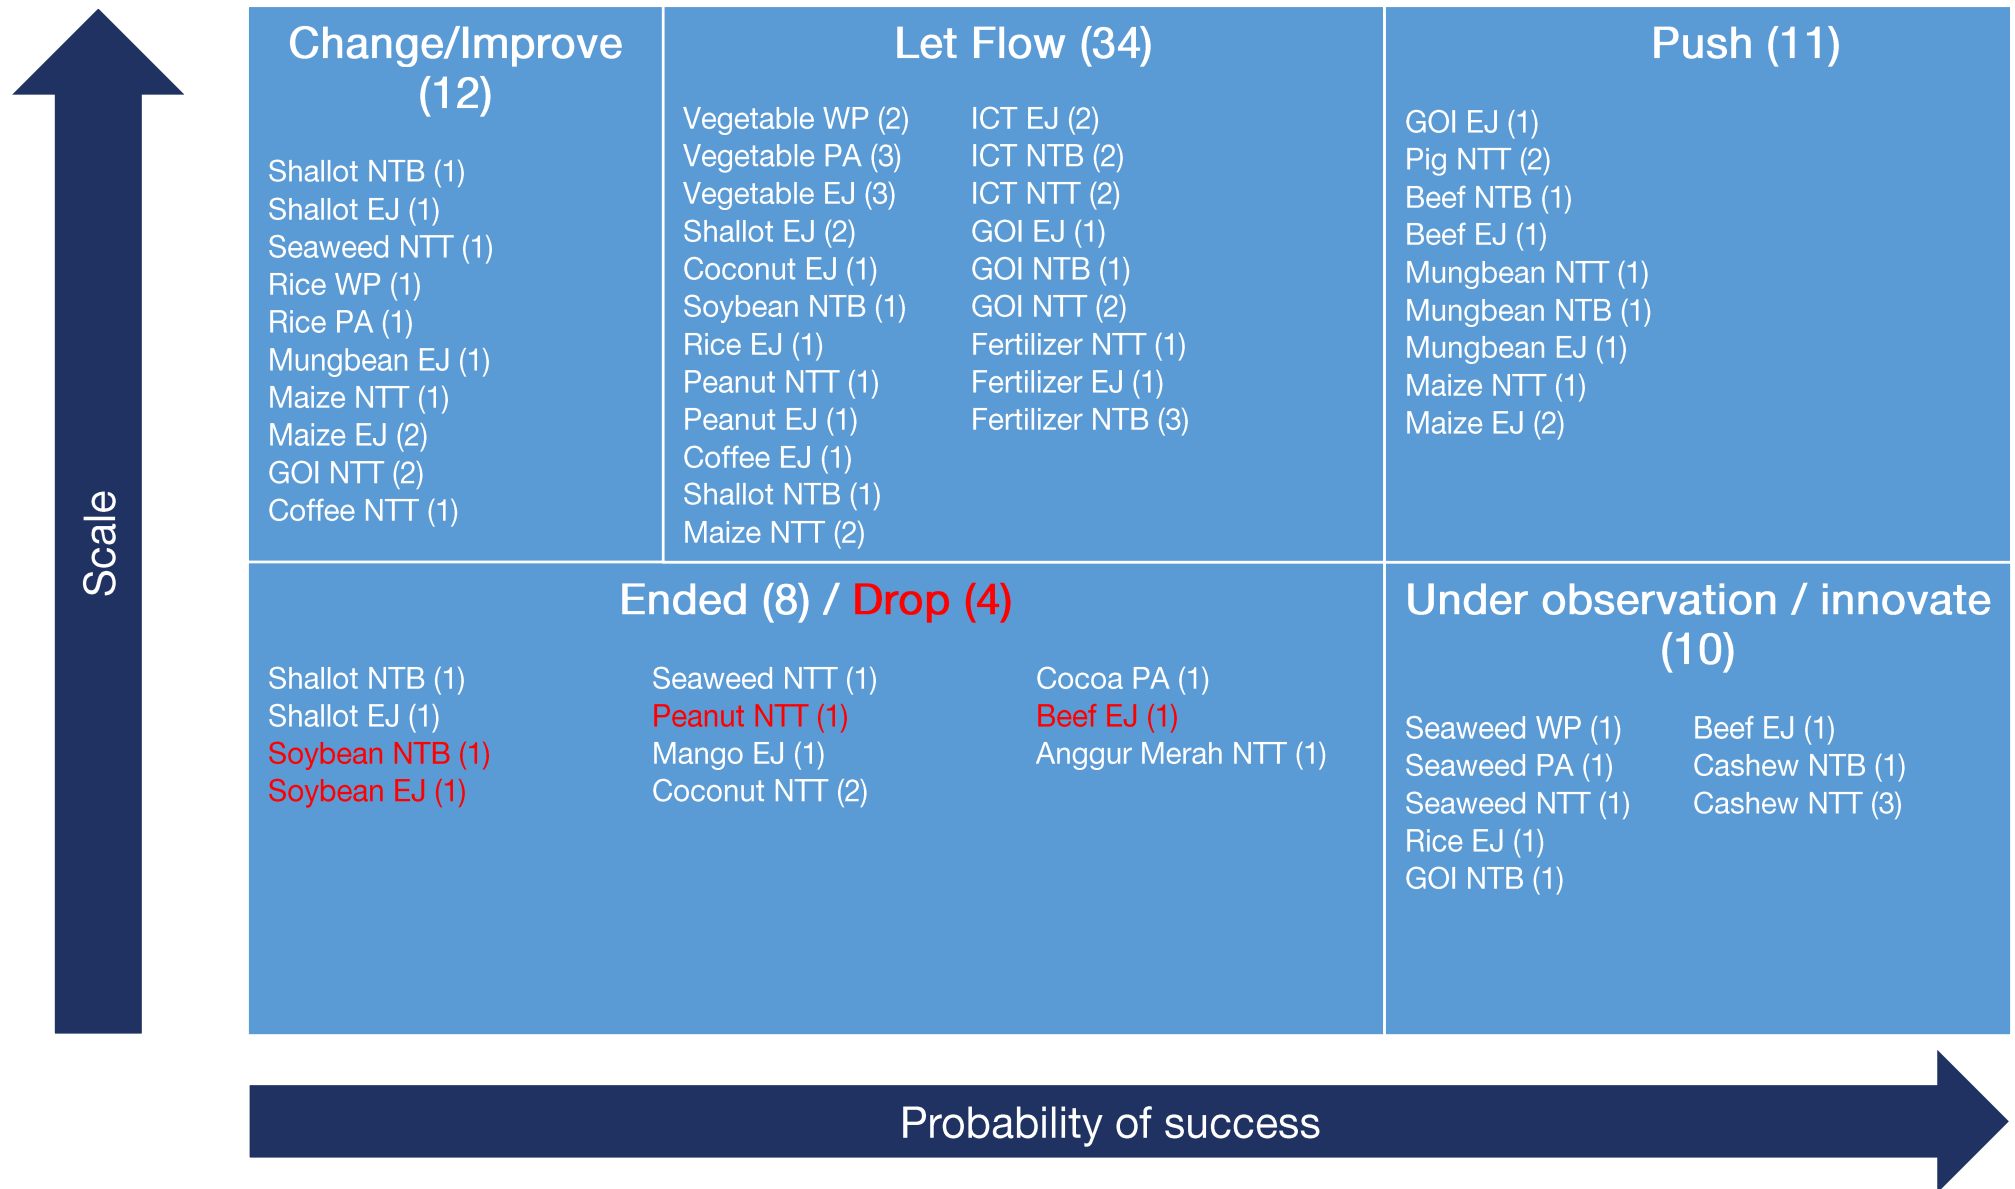 Scale
Change/Improve
(12)
Shallot NTB (1)
Shallot EJ (1)
Seaweed NTT (1)
Rice WP (1)
Rice PA (1)
Mungbean EJ (1)
Maize NTT (1)
Maize EJ (2)
GOI NTT (2)
Coffee NTT (1)
Let Flow (34)
Vegetable WP (2)
Vegetable PA (3)
Vegetable EJ (3)
Shallot EJ (2)
Coconut EJ (1)
Soybean NTB (1)
Rice EJ (1)
Peanut NTT (1)
Peanut EJ (1)
Coffee EJ (1)
Shallot NTB (1)
Maize NTT (2)
ICT EJ (2)
ICT NTB (2)
ICT NTT (2)
GOI EJ (1)
GOI NTB (1)
GOI NTT (2)
Fertilizer NTT (1)
Fertilizer EJ (1)
Fertilizer NTB (3)
Push (11)
GOI EJ (1)
Pig NTT (2)
Beef NTB (1)
Beef EJ (1)
Mungbean NTT (1)
Mungbean NTB (1)
Mungbean EJ (1)
Maize NTT (1)
Maize EJ (2)
Ended (8) / Drop (4)
Shallot NTB (1)
Shallot EJ (1)
Soybean NTB (1)
Soybean EJ (1)
Seaweed NTT (1)
Peanut NTT (1)
Mango EJ (1)
Coconut NTT (2)
Cocoa PA (1)
Beef EJ (1)
Anggur Merah NTT (1)
Under observation / innovate
(10)
Seaweed WP (1)
Seaweed PA (1)
Seaweed NTT (1)
Rice EJ (1)
GOI NTB (1)
Beef EJ (1)
Cashew NTB (1)
Cashew NTT (3)
Probability of success